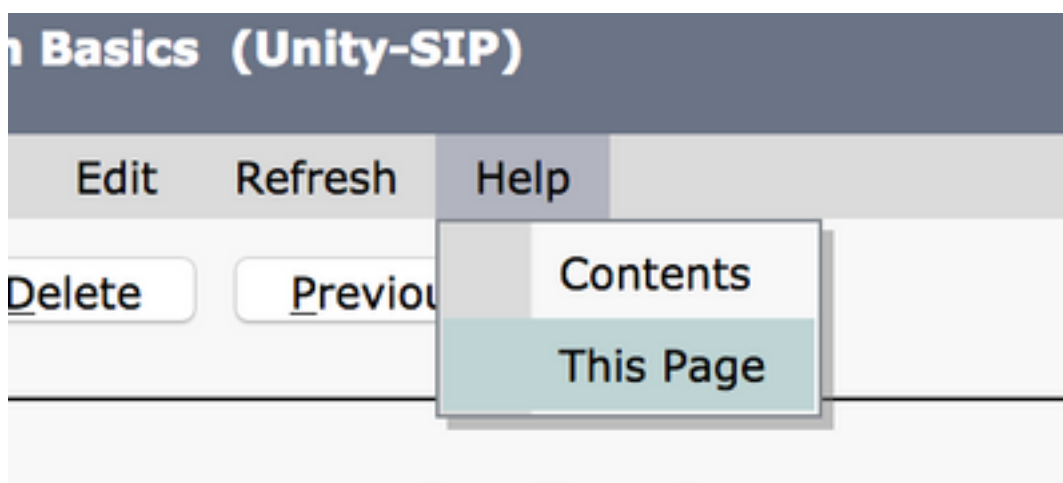 Basics (Unity-SIP)
Edit Refresh Help
Delete Previou
Contents
This Page